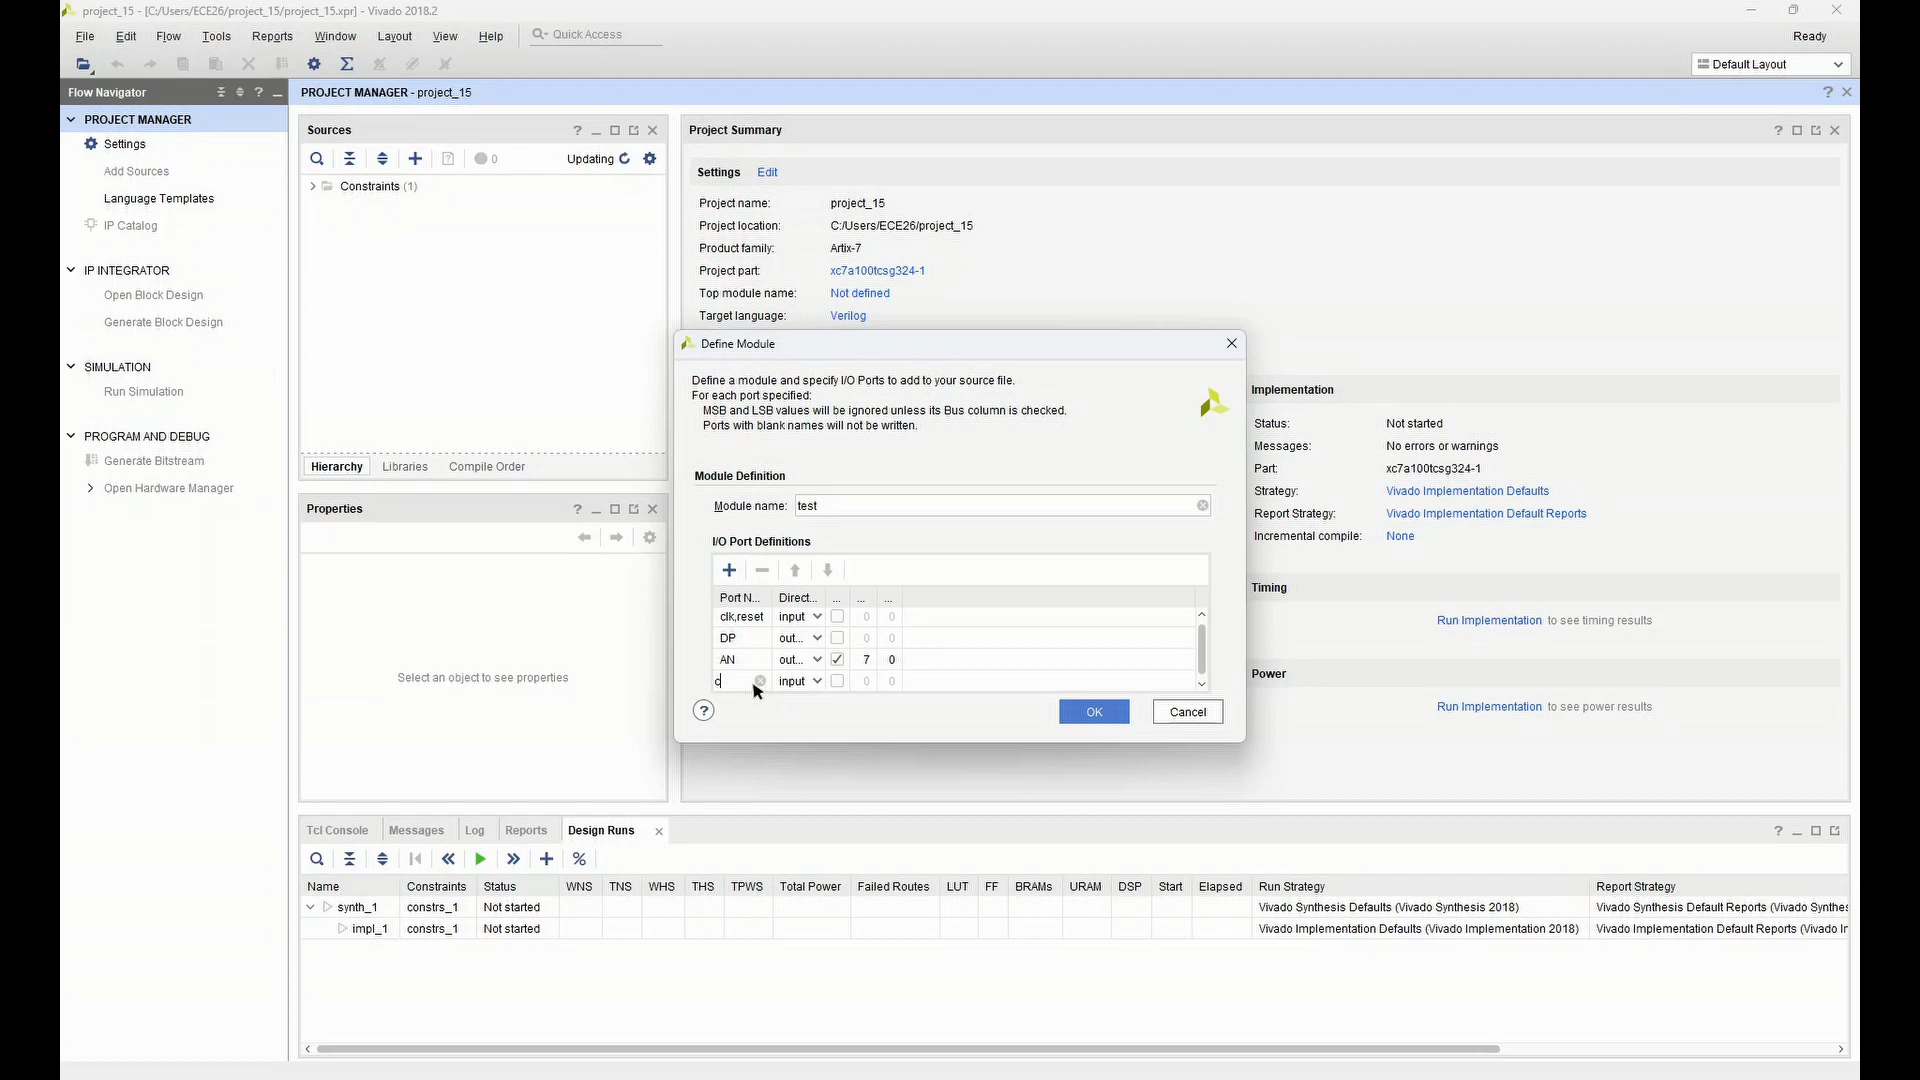 project_15 - [C:/Users/ECE26/project_15/project_15.xpr] - Vivado 2018.2
File Edit Flow Tools Reports Window Layout View Help Quick Access Ready
Default Layout
Flow Navigator
PROJECT MANAGER - project_15
PROJECT MANAGER
Settings
Add Sources
Language Templates
IP Catalog
IP INTEGRATOR
Open Block Design
Generate Block Design
SIMULATION
Run Simulation
PROGRAM AND DEBUG
Generate Bitstream
Open Hardware Manager
Sources
0 Updating
Constraints (1)
Hierarchy Libraries Compile Order
Properties
Select an object to see properties
Project Summary
Settings Edit
Project name: project_15
Project location: C:/Users/ECE26/project_15
Product family: Artix-7
Project part: xc7a100tcsg324-1
Top module name: Not defined
Target language: Verilog
Define Module
Define a module and specify I/O Ports to add to your source file.
For each port specified:
MSB and LSB values will be ignored unless its Bus column is checked.
Ports with blank names will not be written.
Module Definition
Module name: test
I/O Port Definitions
Port N... Direct... ... ... ...
clk,reset input 0 0
DP out... 0 0
AN out... 7 0
c input 0 0
? OK Cancel
Implementation
Status: Not started
Messages: No errors or warnings
Part: xc7a100tcsg324-1
Strategy: Vivado Implementation Defaults
Report Strategy: Vivado Implementation Default Reports
Incremental compile: None
Timing
Run Implementation to see timing results
Power
Run Implementation to see power results
Tcl Console Messages Log Reports Design Runs
Name Constraints Status WNS TNS WHS THS TPWS Total Power Failed Routes LUT FF BRAMs URAM DSP Start Elapsed Run Strategy Report Strategy
synth_1 constrs_1 Not started Vivado Synthesis Defaults (Vivado Synthesis 2018) Vivado Synthesis Default Reports (Vivado Synthes
impl_1 constrs_1 Not started Vivado Implementation Defaults (Vivado Implementation 2018) Vivado Implementation Default Reports (Vivado Ir